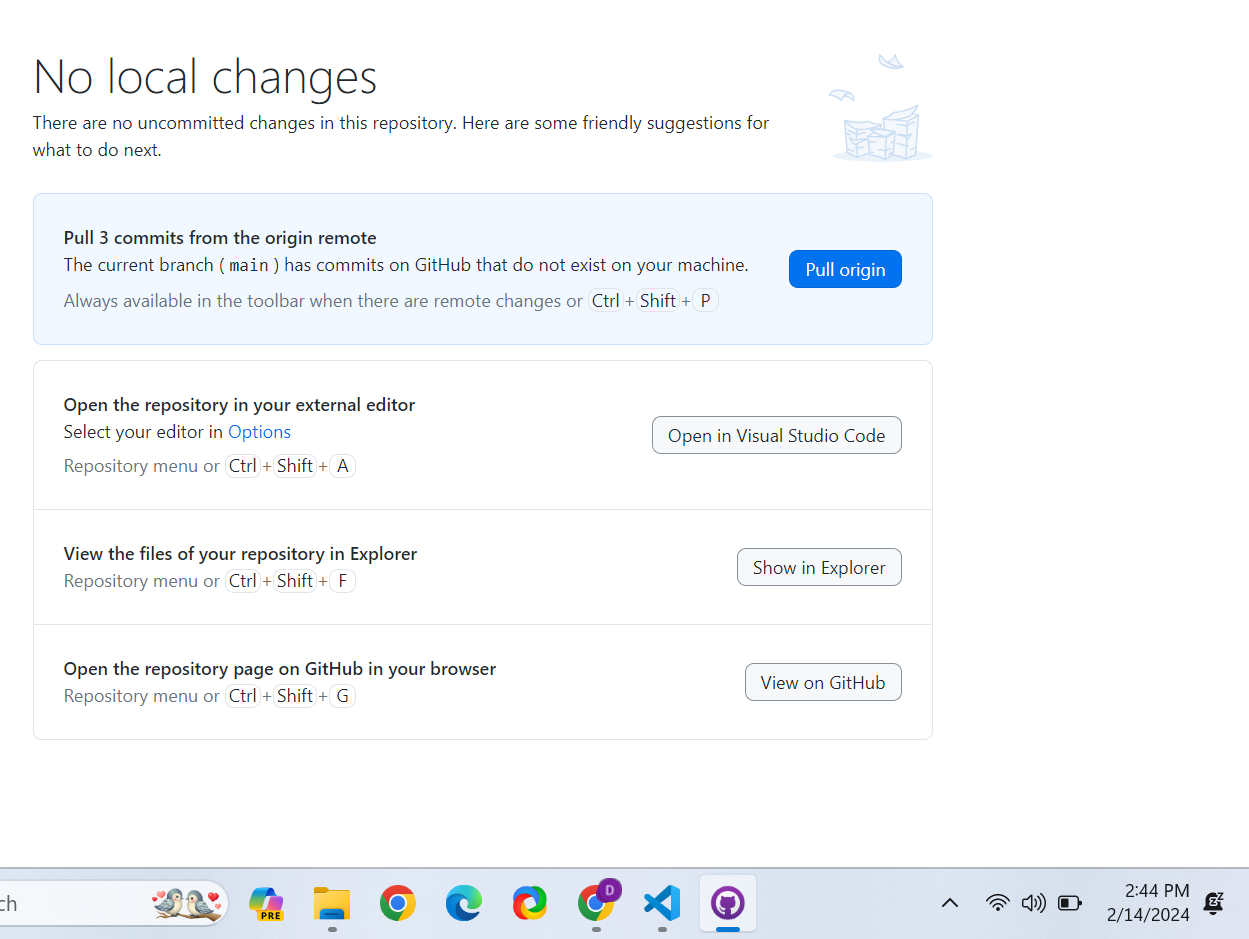 No local changes
There are no uncommitted changes in this repository. Here are some friendly suggestions for
what to do next.
Pull 3 commits from the origin remote
The current branch ( main ) has commits on GitHub that do not exist on your machine.
Always available in the toolbar when there are remote changes or Ctrl + Shift + P
Pull origin
Open the repository in your external editor
Select your editor in Options
Repository menu or Ctrl + Shift + A
Open in Visual Studio Code
View the files of your repository in Explorer
Repository menu or Ctrl + Shift + F
Show in Explorer
Open the repository page on GitHub in your browser
Repository menu or Ctrl + Shift + G
View on GitHub
ch
PRE
D
2:44 PM
2/14/2024